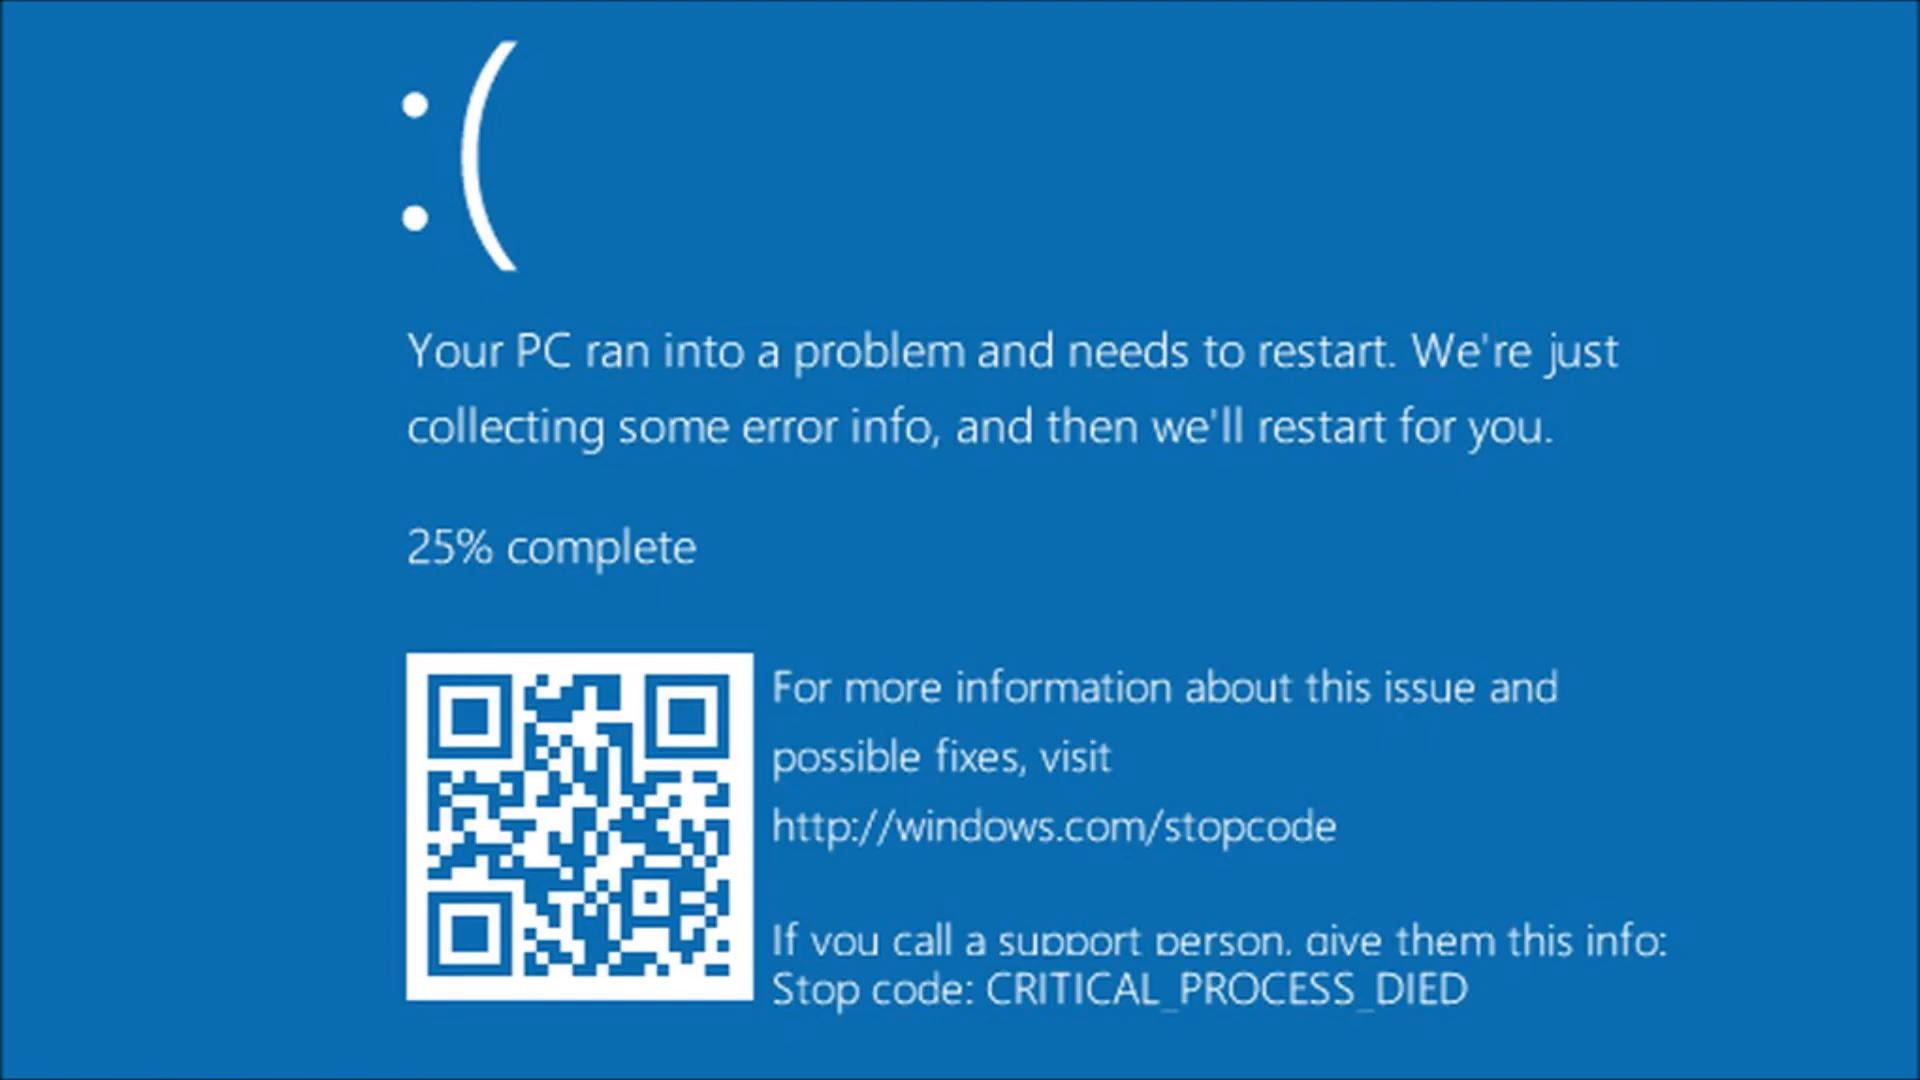 :(
Your PC ran into a problem and needs to restart. We're just
collecting some error info, and then we'll restart for you.
25% complete
For more information about this issue and
possible fixes, visit
http://windows.com/stopcode
If you call a support person, give them this info:
Stop code: CRITICAL_PROCESS_DIED